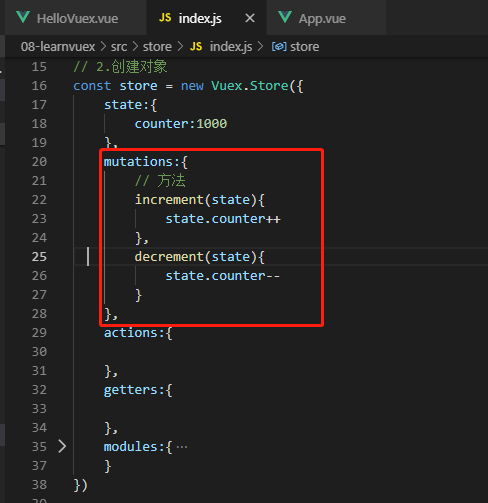 HelloVuex.vue JS index.js × App.vue
08-learnvuex > src > store > JS index.js > store
15 // 2.创建对象
16 const store = new Vuex.Store({
17 state:{
18 counter:1000
19 },
20 mutations:{
21 // 方法
22 increment(state){
23 state.counter++
24 },
25 decrement(state){
26 state.counter--
27 }
28 },
29 actions:{
30
31 },
32 getters:{
33
34 },
35 modules:{ ···
37 }
38 })